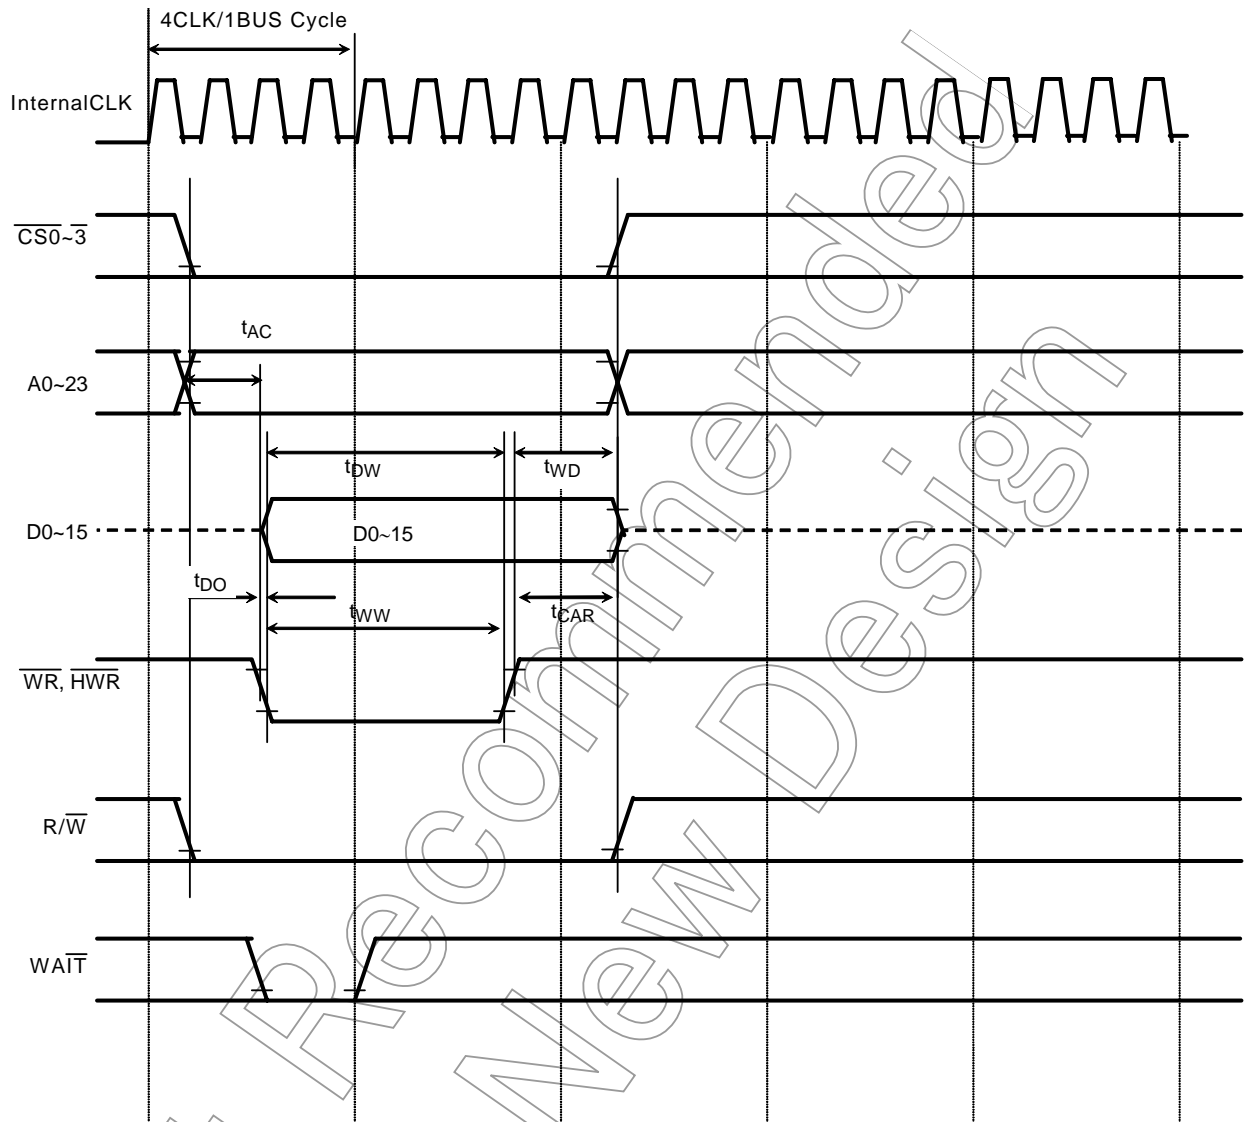 4CLK/1BUS Cycle
InternalCLK
CS0~3
tAC
A0~23
tDW
tWD
D0~15
D0~15
tDO
tWW
tCAR
WR, HWR
R/W
WAIT
Recommended
New Design